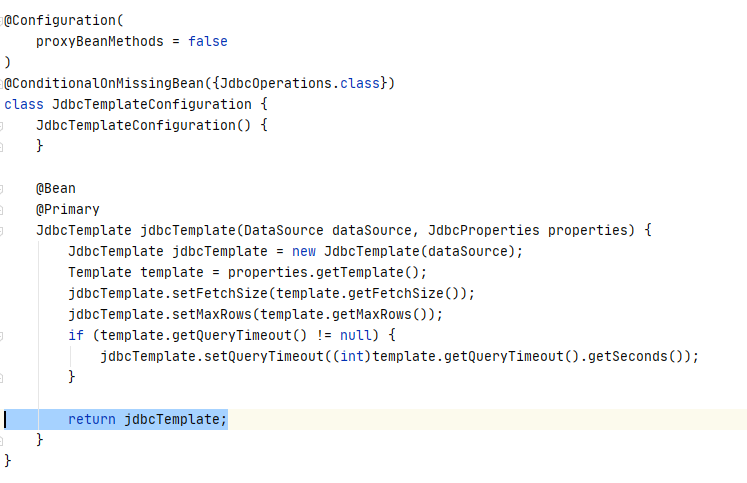 @Configuration(
    proxyBeanMethods = false
)
@ConditionalOnMissingBean({JdbcOperations.class})
class JdbcTemplateConfiguration {
    JdbcTemplateConfiguration() {
    }

    @Bean
    @Primary
    JdbcTemplate jdbcTemplate(DataSource dataSource, JdbcProperties properties) {
        JdbcTemplate jdbcTemplate = new JdbcTemplate(dataSource);
        Template template = properties.getTemplate();
        jdbcTemplate.setFetchSize(template.getFetchSize());
        jdbcTemplate.setMaxRows(template.getMaxRows());
        if (template.getQueryTimeout() != null) {
            jdbcTemplate.setQueryTimeout((int)template.getQueryTimeout().getSeconds());
        }

        return jdbcTemplate;
    }
}